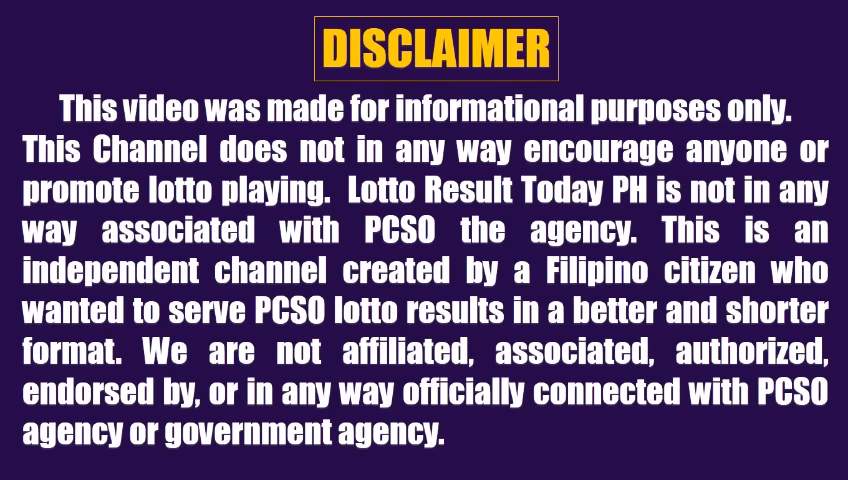 DISCLAIMER
This video was made for informational purposes only.
This Channel does not in any way encourage anyone or
promote lotto playing. Lotto Result Today PH is not in any
way associated with PCSO the agency. This is an
independent channel created by a Filipino citizen who
wanted to serve PCSO lotto results in a better and shorter
format. We are not affiliated, associated, authorized,
endorsed by, or in any way officially connected with PCSO
agency or government agency.